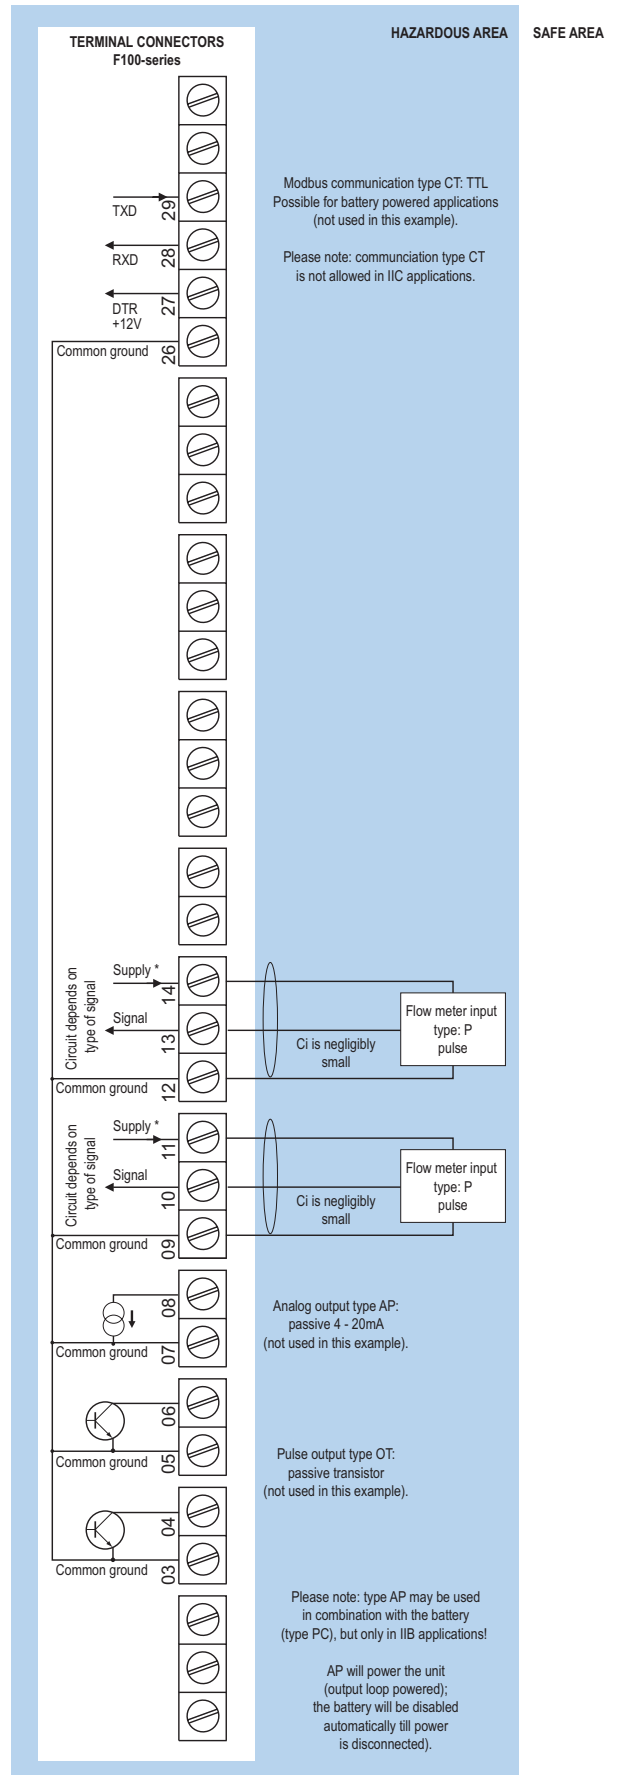 HAZARDOUS AREA
SAFE AREA
TERMINAL CONNECTORS
F100-series
Modbus communication type CT: TTL
Possible for battery powered applications
(not used in this example).
Please note: communciation type CT
is not allowed in IIC applications.
TXD
29
RXD
28
DTR
+12V
27
Common ground
26
Circuit depends on
type of signal
Supply *
14
Signal
13
Common ground
12
Ci is negligibly
small
Flow meter input
type: P
pulse
Circuit depends on
type of signal
Supply *
11
Signal
10
Common ground
09
Ci is negligibly
small
Flow meter input
type: P
pulse
08
Common ground
07
Analog output type AP:
passive 4 - 20mA
(not used in this example).
06
Common ground
05
Pulse output type OT:
passive transistor
(not used in this example).
04
Common ground
03
Please note: type AP may be used
in combination with the battery
(type PC), but only in IIB applications!
AP will power the unit
(output loop powered);
the battery will be disabled
automatically till power
is disconnected).